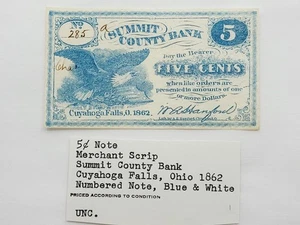 No
285 a
SUMMIT
COUNTY BANK
5
Pay the Bearer
FIVE CENTS
when like orders are
presented in amounts of one
or more Dollars.
Cuyahoga Falls, O. 1862.
5¢ Note
Merchant Scrip
Summit County Bank
Cuyahoga Falls, Ohio 1862
Numbered Note, Blue & White
PRICED ACCORDING TO CONDITION
UNC.